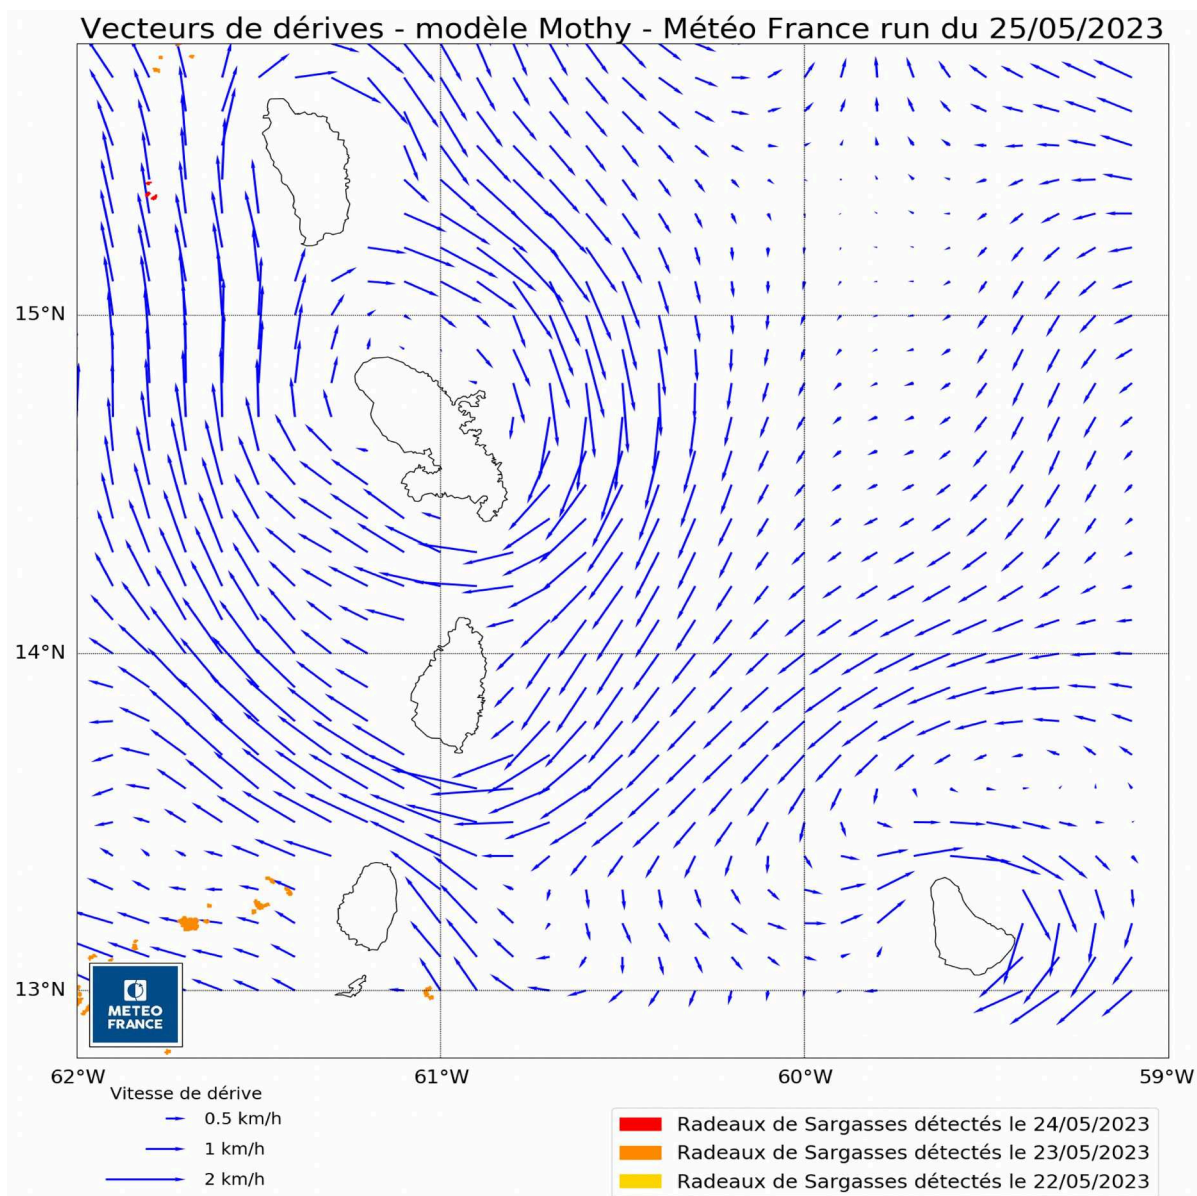 Vecteurs de dérives - modèle Mothy - Météo France run du 25/05/2023
15°N
14°N
13°N
METEO
FRANCE
62°W
61°W
60°W
59°W
Vitesse de dérive
0.5 km/h
1 km/h
2 km/h
Radeaux de Sargasses détectés le 24/05/2023
Radeaux de Sargasses détectés le 23/05/2023
Radeaux de Sargasses détectés le 22/05/2023